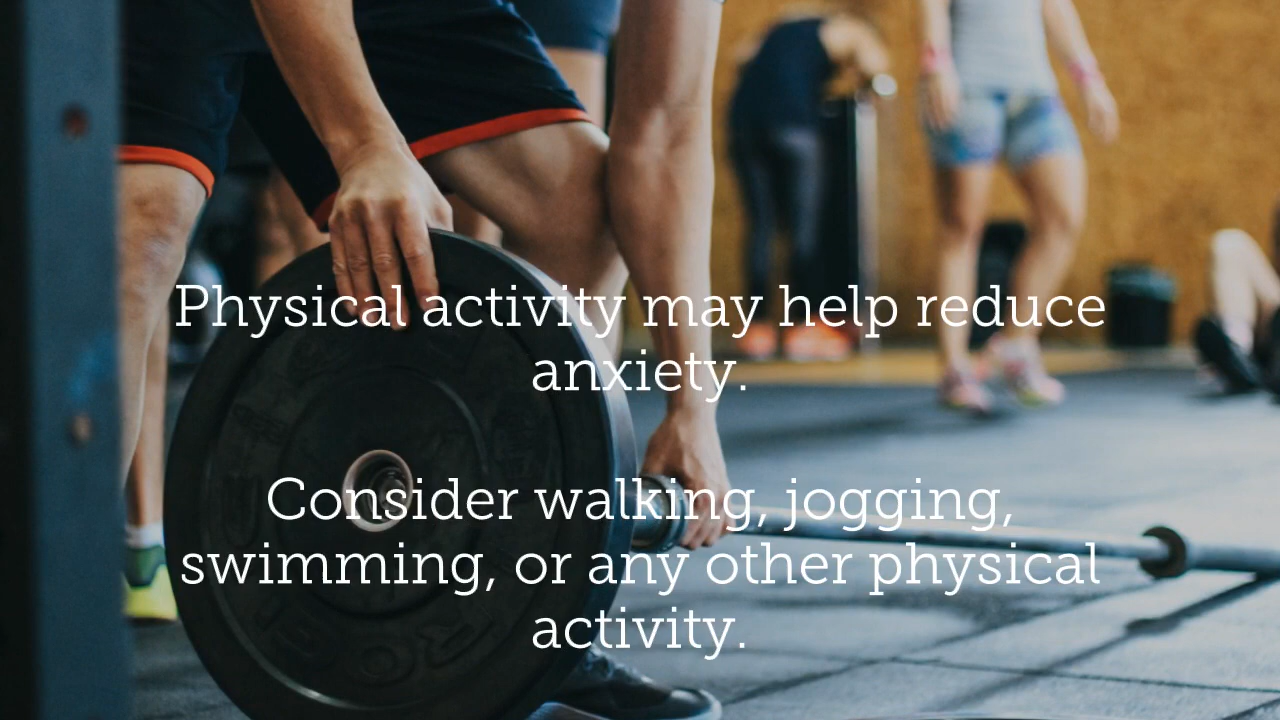 Physical activity may help reduce
anxiety.
Consider walking, jogging,
swimming, or any other physical
activity.